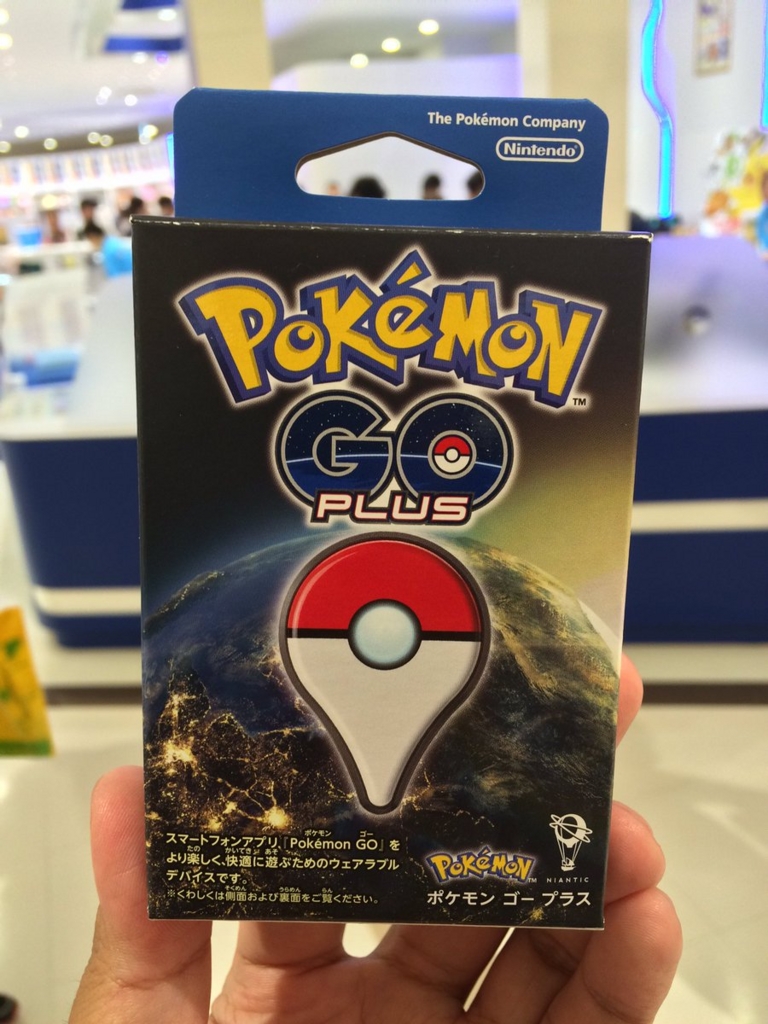 The Pokémon Company
Nintendo
POKéMON
TM
GO
PLUS
スマートフォンアプリ『Pokémon GO』を
より楽しく、快適に遊ぶためのウェアラブル
デバイスです。
※くわしくは側面および裏面をご覧ください。
POKéMON
TM
NIANTIC
ポケモン ゴー プラス